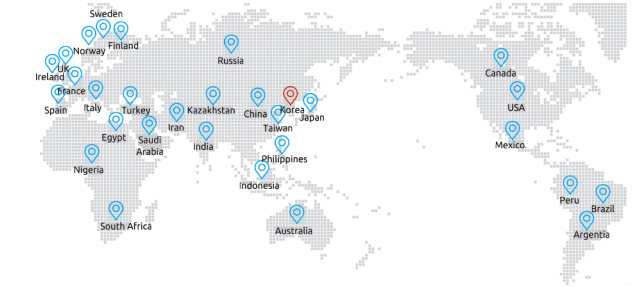 Sweden
Norway
Finland
Russia
UK
Ireland
France
Canada
Spain
Italy
Turkey
Iran
Kazakhstan
China
Korea
Japan
USA
Egypt
Saudi
Arabia
India
Taiwan
Mexico
Nigeria
Philippines
Indonesia
South Africa
Australia
Peru
Brazil
Argentia